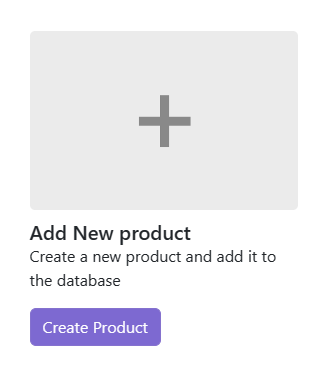 Add New product
Create a new product and add it to
the database
Create Product